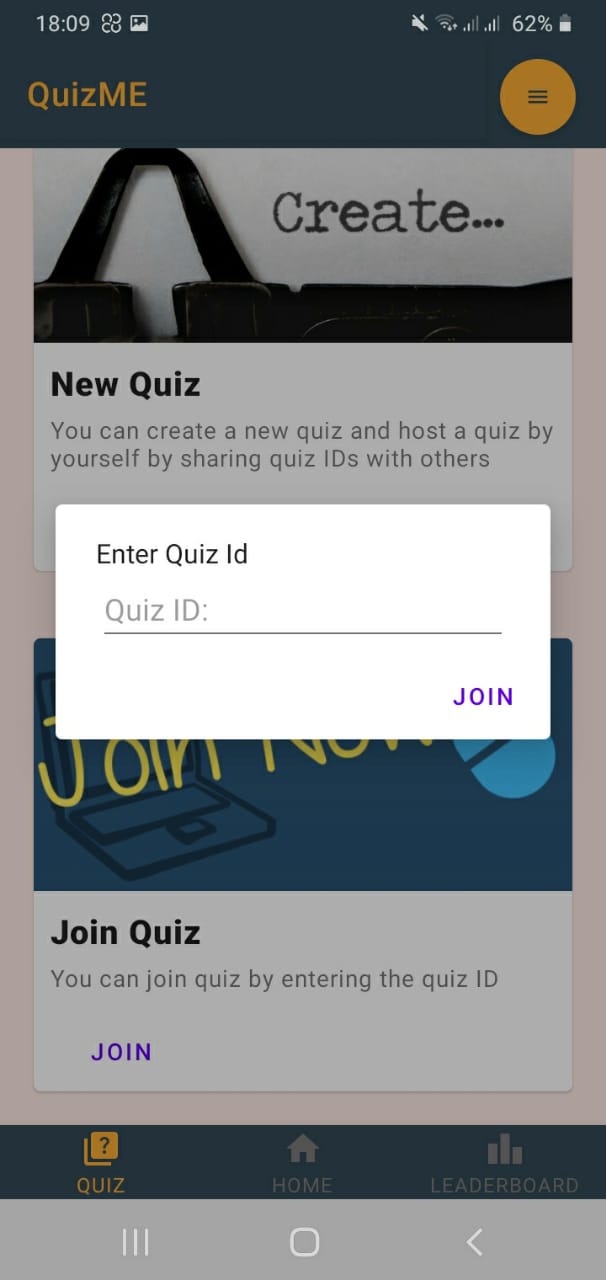 18:09
62%
QuizME
Create...
New Quiz
You can create a new quiz and host a quiz by
yourself by sharing quiz IDs with others
Enter Quiz Id
Quiz ID:
JOIN
Join Now
Join Quiz
You can join quiz by entering the quiz ID
JOIN
QUIZ
HOME
LEADERBOARD